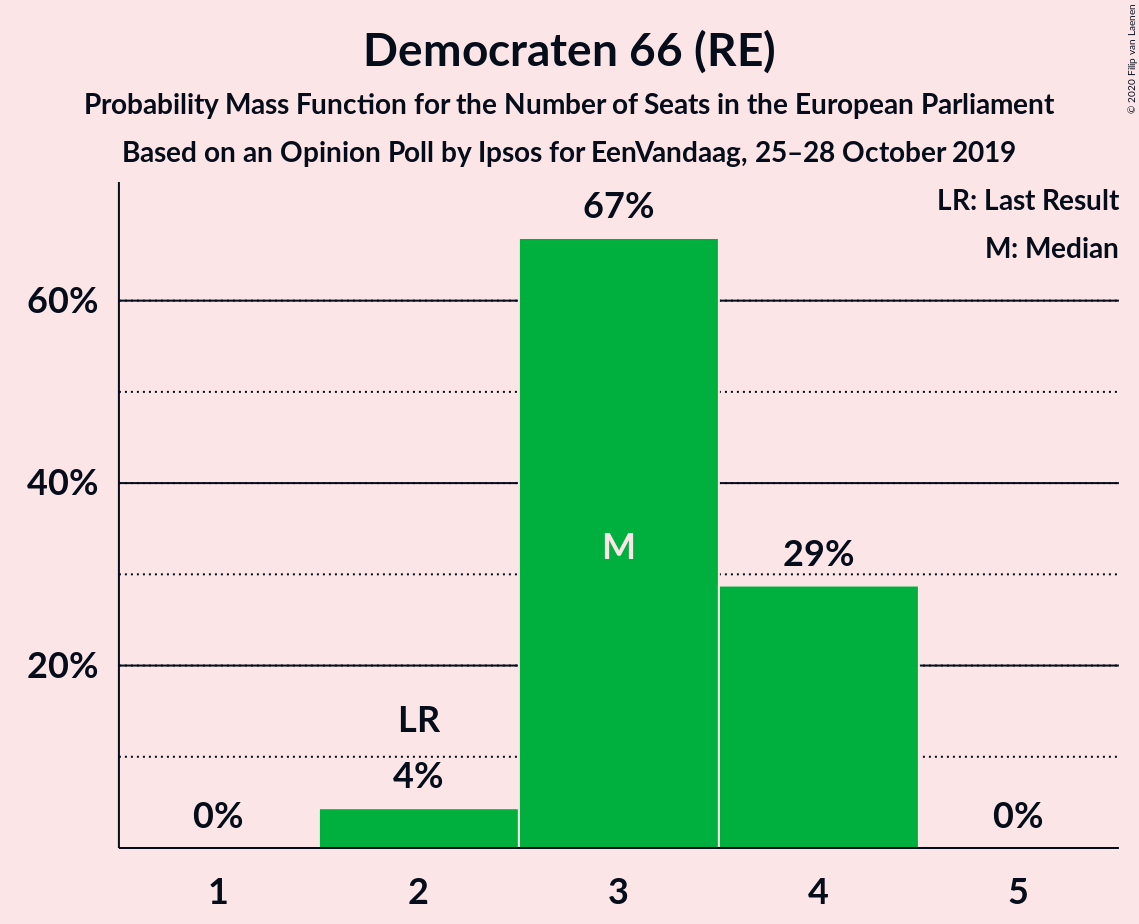 Democraten 66 (RE)
Probability Mass Function for the Number of Seats in the European Parliament
Based on an Opinion Poll by Ipsos for EenVandaag, 25–28 October 2019
© 2020 Filip van Laenen
LR: Last Result
M: Median
67%
60%
40%
M
29%
20%
LR
4%
0%
0%
1 2 3 4 5